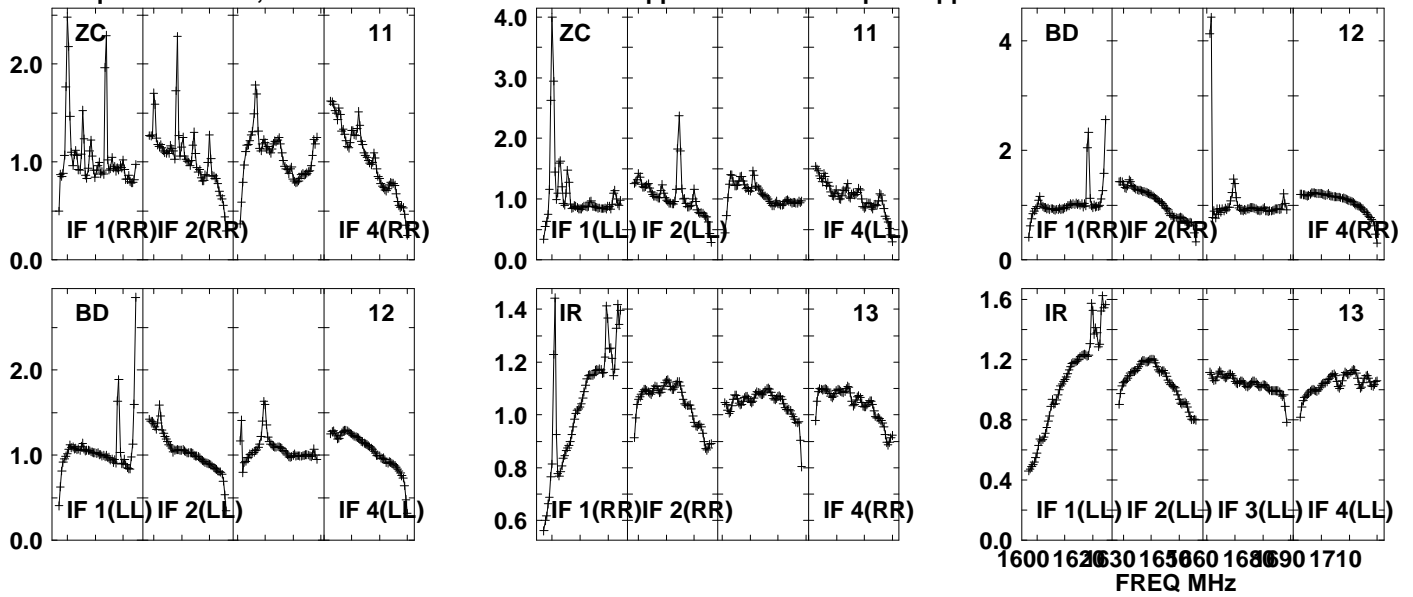 ZC 11
2.0
1.0
0.0
IF 1(RR) IF 2(RR) IF 4(RR)
ZC 11
4.0
3.0
2.0
1.0
0.0
IF 1(LL) IF 2(LL) IF 4(LL)
BD 12
4
2
0
IF 1(RR) IF 2(RR) IF 4(RR)
BD 12
2.0
1.0
0.0
IF 1(LL) IF 2(LL) IF 4(LL)
IR 13
1.4
1.2
1.0
0.8
0.6
IF 1(RR) IF 2(RR) IF 4(RR)
IR 13
1.6
1.2
0.8
0.4
0.0
IF 1(LL) IF 2(LL) IF 3(LL) IF 4(LL)
1600 1620 1630 1650 1660 1680 1690 1710
FREQ MHz